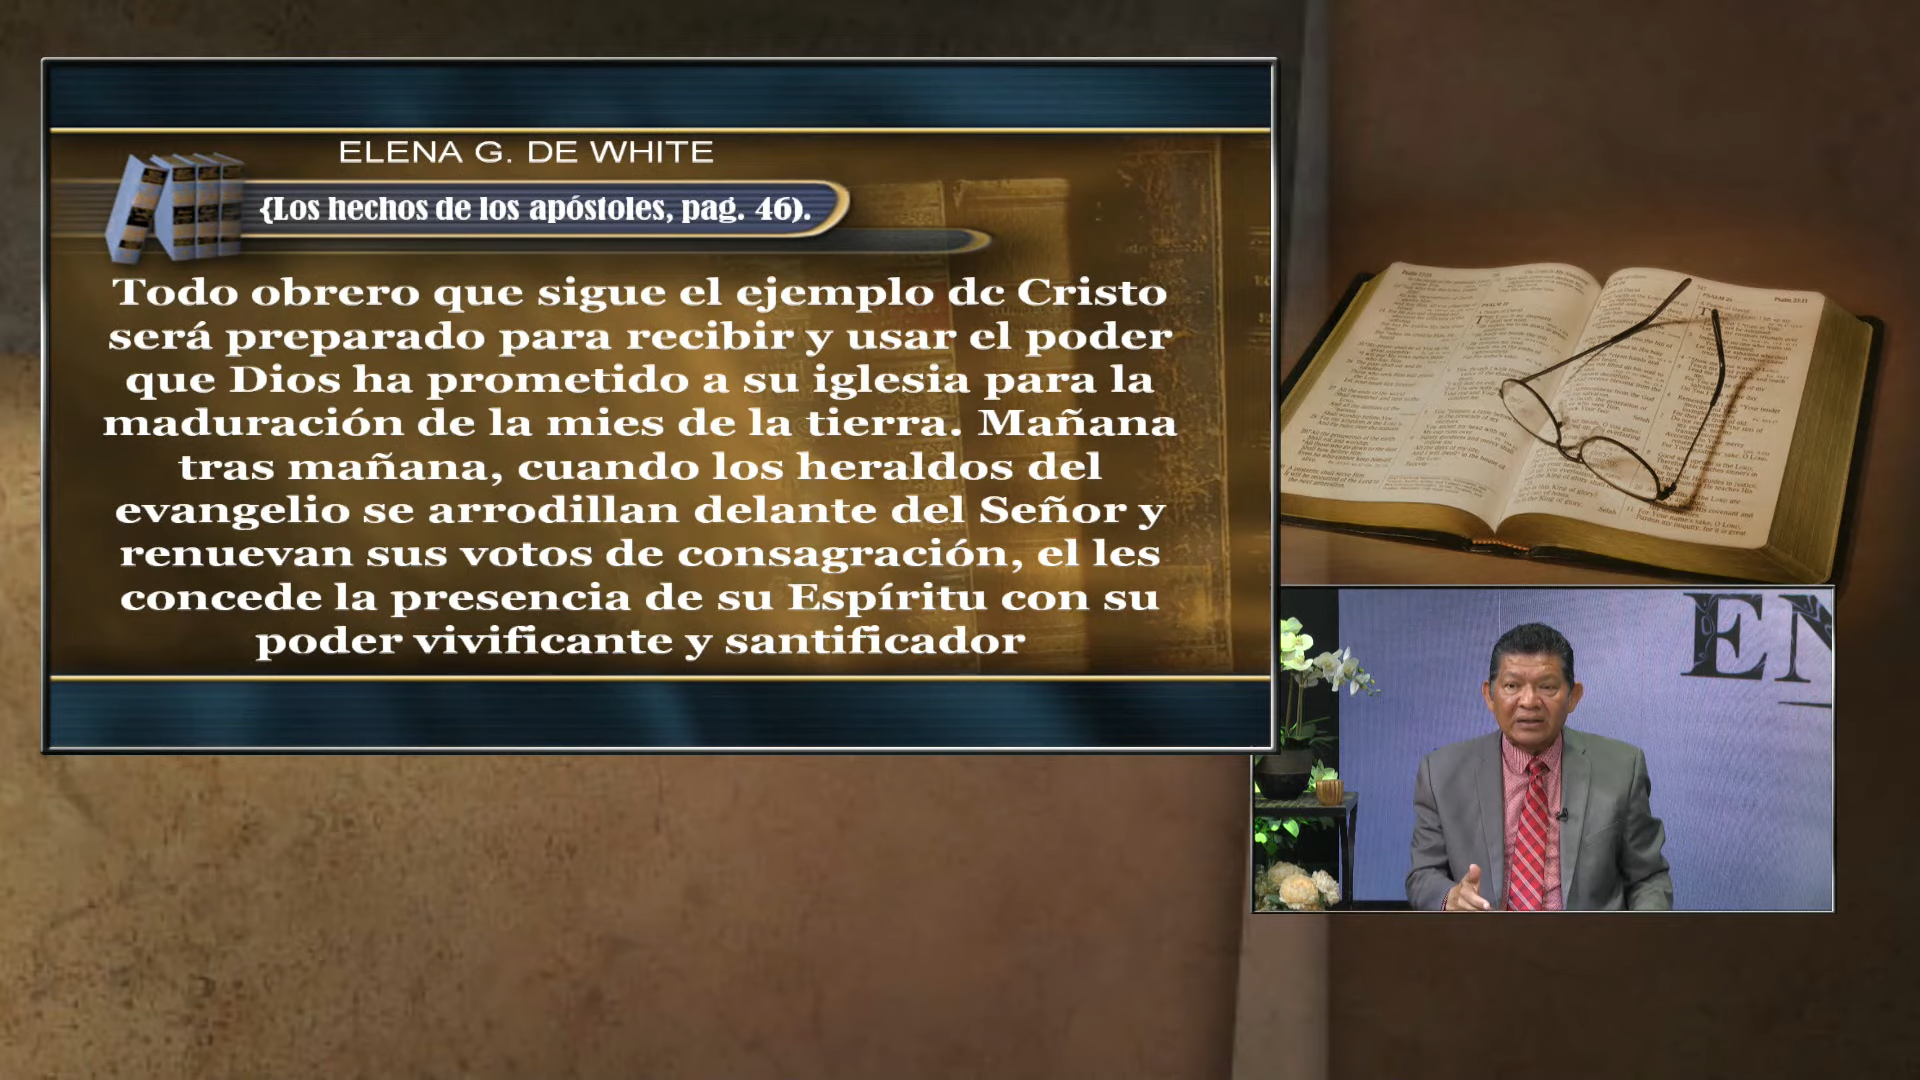 ELENA G. DE WHITE
{Los hechos de los apóstoles, pag. 46).
Todo obrero que sigue el ejemplo dc Cristo
será preparado para recibir y usar el poder
que Dios ha prometido a su iglesia para la
maduración de la mies de la tierra. Mañana
tras mañana, cuando los heraldos del
evangelio se arrodillan delante del Señor y
renuevan sus votos de consagración, el les
concede la presencia de su Espíritu con su
poder vivificante y santificador
EN